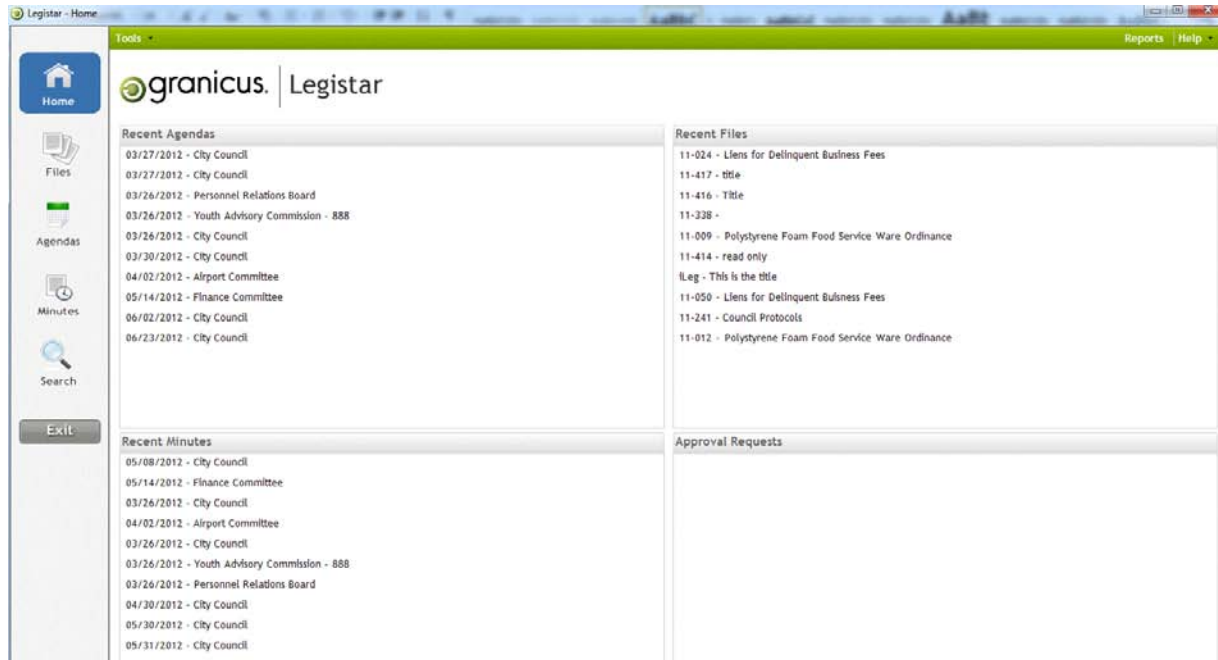 Legistar - Home
Tools
Reports Help
Home
Files
Agendas
Minutes
Search
Exit
granicus. Legistar
Recent Agendas
03/27/2012 - City Council
03/27/2012 - City Council
03/26/2012 - Personnel Relations Board
03/26/2012 - Youth Advisory Commission - 888
03/26/2012 - City Council
03/30/2012 - City Council
04/02/2012 - Airport Committee
05/14/2012 - Finance Committee
06/02/2012 - City Council
06/23/2012 - City Council
Recent Files
11-024 - Liens for Delinquent Business Fees
11-417 - title
11-416 - Title
11-338 -
11-009 - Polystyrene Foam Food Service Ware Ordinance
11-414 - read only
iLeg - This is the title
11-050 - Liens for Delinquent Buisness Fees
11-241 - Council Protocols
11-012 - Polystyrene Foam Food Service Ware Ordinance
Recent Minutes
05/08/2012 - City Council
05/14/2012 - Finance Committee
03/26/2012 - City Council
04/02/2012 - Airport Committee
03/26/2012 - City Council
03/26/2012 - Youth Advisory Commission - 888
03/26/2012 - Personnel Relations Board
04/30/2012 - City Council
05/30/2012 - City Council
05/31/2012 - City Council
Approval Requests